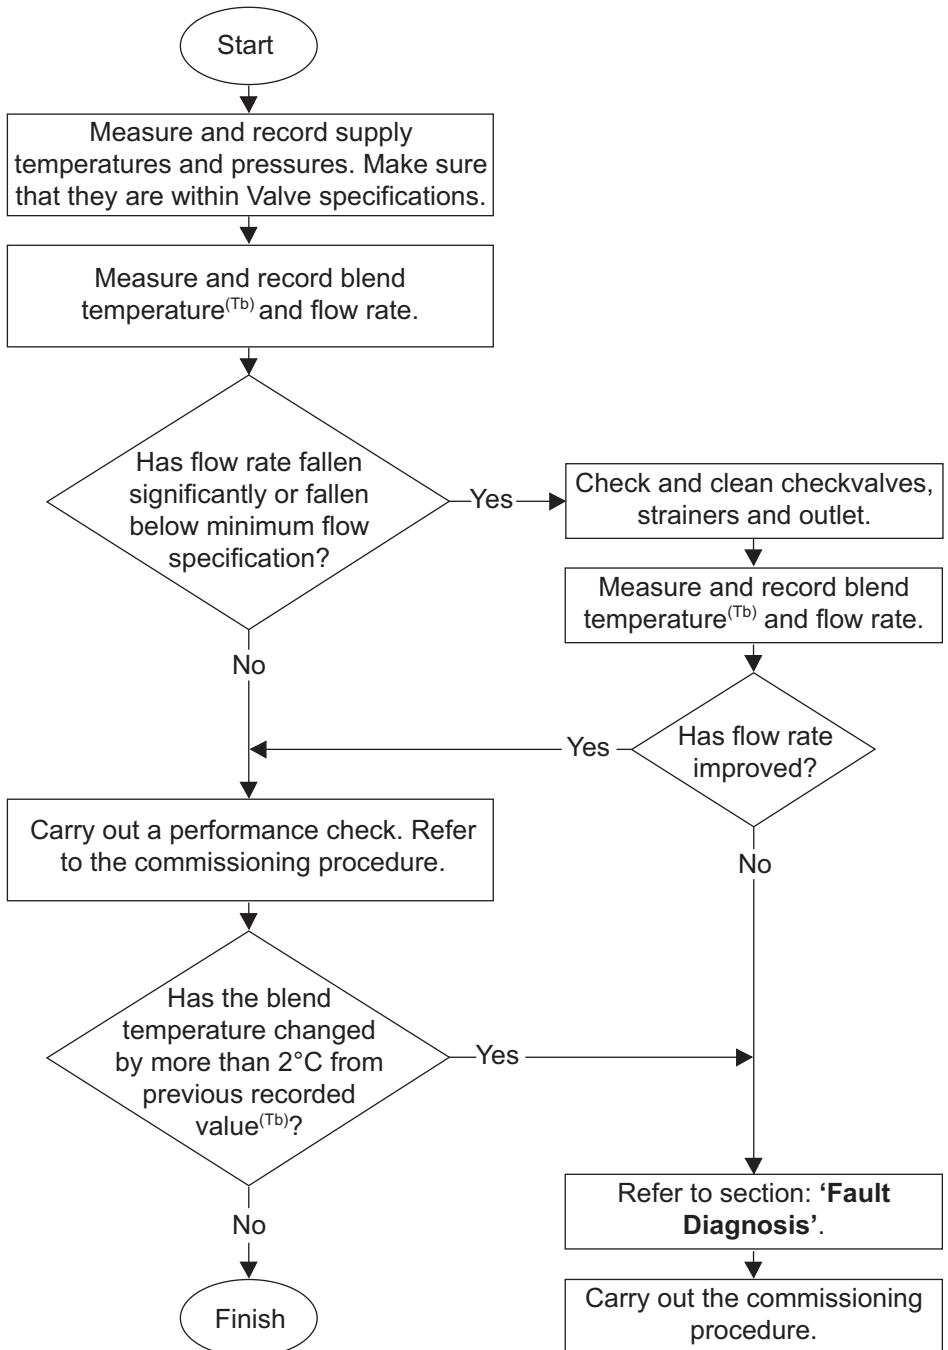 Start
Measure and record supply
temperatures and pressures. Make sure
that they are within Valve specifications.
Measure and record blend
temperature(Tb) and flow rate.
Has flow rate fallen
significantly or fallen
below minimum flow
specification?
Yes
Check and clean checkvalves,
strainers and outlet.
Measure and record blend
temperature(Tb) and flow rate.
No
Has flow rate
improved?
Yes
No
Carry out a performance check. Refer
to the commissioning procedure.
Has the blend
temperature changed
by more than 2°C from
previous recorded
value(Tb)?
Yes
No
Refer to section: ‘Fault
Diagnosis’.
Finish
Carry out the commissioning
procedure.